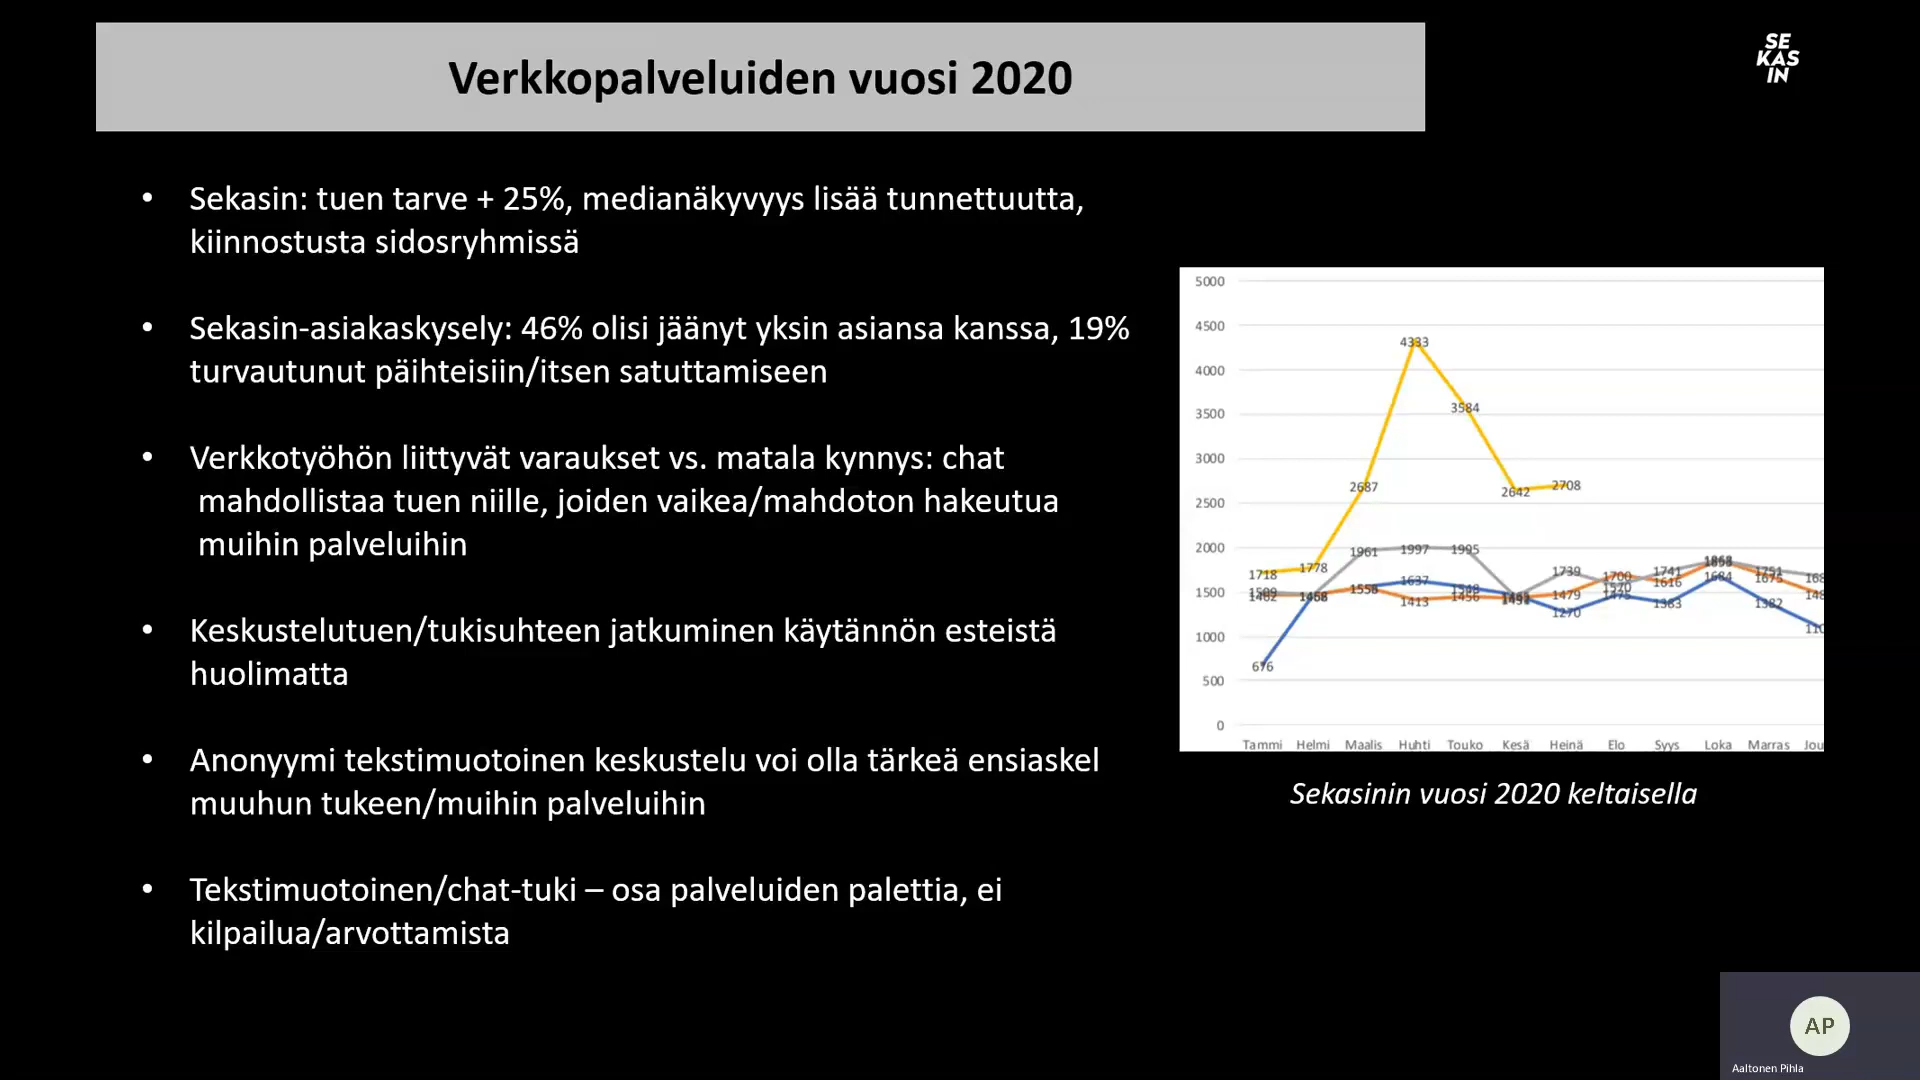 Verkkopalveluiden vuosi 2020
SE
KAS
IN
• Sekasin: tuen tarve + 25%, medianäkyvyys lisää tunnettuutta,
kiinnostusta sidosryhmissä
• Sekasin-asiakaskysely: 46% olisi jäänyt yksin asiansa kanssa, 19%
turvautunut päihteisiin/itsen satuttamiseen
• Verkkotyöhön liittyvät varaukset vs. matala kynnys: chat
mahdollistaa tuen niille, joiden vaikea/mahdoton hakeutua
muihin palveluihin
• Keskustelutuen/tukisuhteen jatkuminen käytännön esteistä
huolimatta
• Anonyymi tekstimuotoinen keskustelu voi olla tärkeä ensiaskel
muuhun tukeen/muihin palveluihin
• Tekstimuotoinen/chat-tuki – osa palveluiden palettia, ei
kilpailua/arvottamista
5000
4500
4000
3500
3000
2500
2000
1500
1000
500
0
4333
3584
2687
2642 2708
1718 1778
1961 1997 1995
1739 1700 1741 1751
1637
1413 1456 1479 1616 1684 1675
1270 1383 1382
676
Tammi Helmi Maalis Huhti Touko Kesä Heinä Elo Syys Loka Marras Jou
Sekasinin vuosi 2020 keltaisella
AP
Aaltonen Pihla